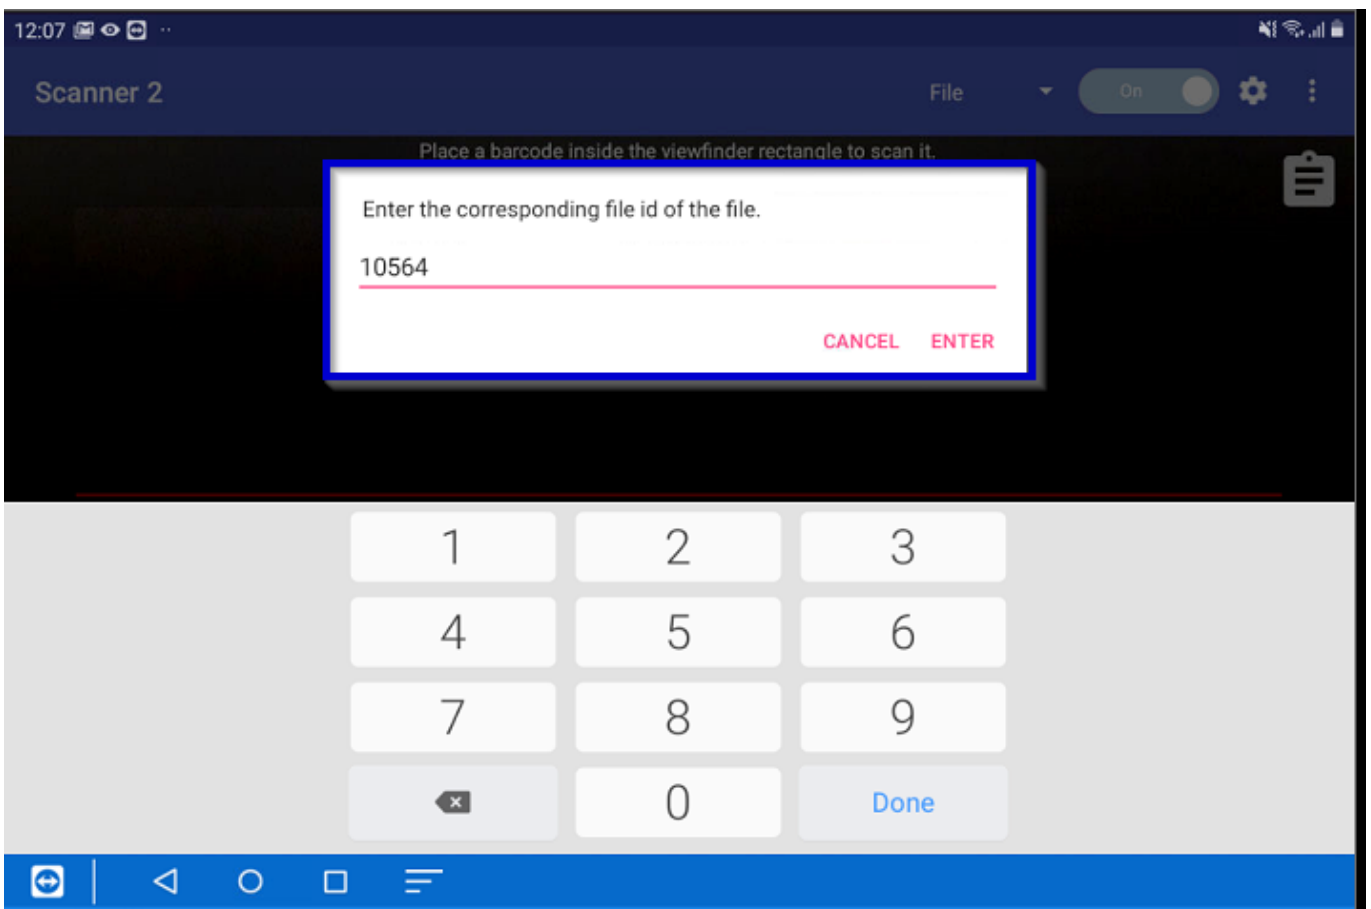 12:07
Scanner 2 File On
Place a barcode inside the viewfinder rectangle to scan it.
Enter the corresponding file id of the file.
10564
CANCEL ENTER
1 2 3
4 5 6
7 8 9
0 Done